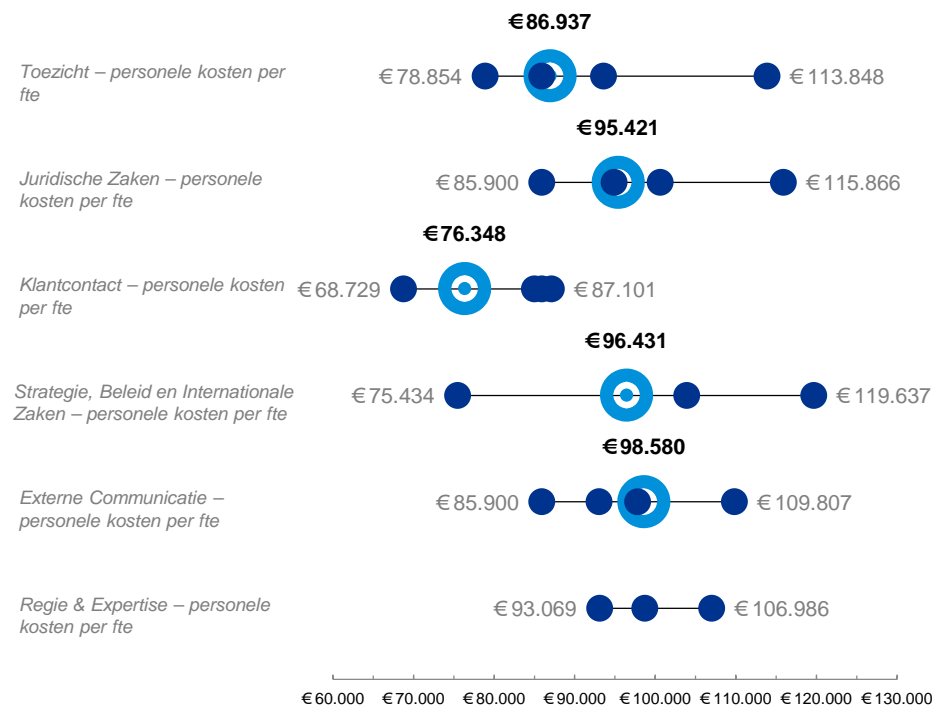 €86.937
Toezicht – personele kosten per
fte
€78.854
€113.848
€95.421
Juridische Zaken – personele
kosten per fte
€85.900
€115.866
€76.348
Klantcontact – personele kosten
per fte
€68.729
€87.101
€96.431
Strategie, Beleid en Internationale
Zaken – personele kosten per fte
€75.434
€119.637
€98.580
Externe Communicatie –
personele kosten per fte
€85.900
€109.807
Regie & Expertise – personele
kosten per fte
€93.069
€106.986
€60.000 €70.000 €80.000 €90.000 €100.000 €110.000 €120.000 €130.000